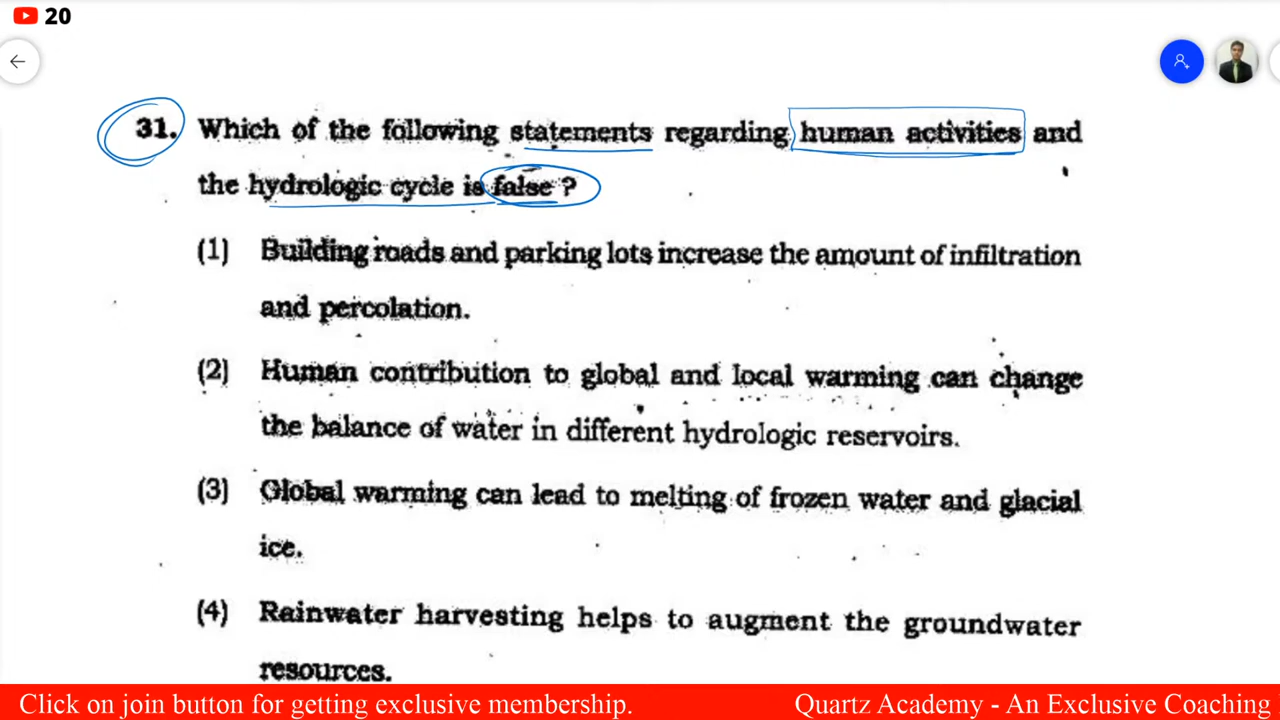 20
31. Which of the following statements regarding human activities and
the hydrologic cycle is false ?
(1) Building roads and parking lots increase the amount of infiltration
and percolation.
(2) Human contribution to global and local warming can change
the balance of water in different hydrologic reservoirs.
(3) Global warming can lead to melting of frozen water and glacial
ice.
(4) Rainwater harvesting helps to augment the groundwater
resources.
Click on join button for getting exclusive membership. Quartz Academy - An Exclusive Coaching